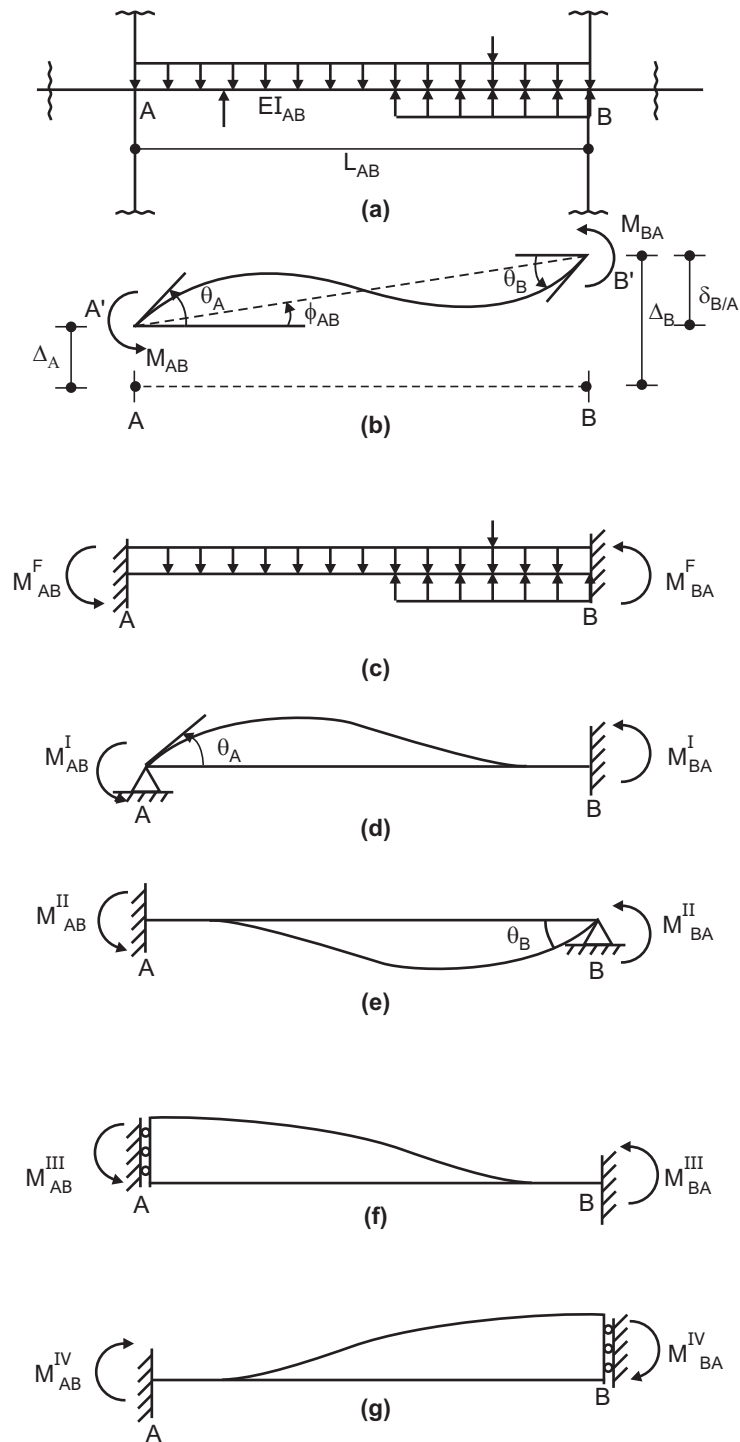 A
EI_AB
B
L_AB
(a)
M_BA
A'
θ_A
ϕ_AB
θ_B
B'
Δ_A
M_AB
Δ_B
δ_B/A
A
B
(b)
M^F_AB
A
B
M^F_BA
(c)
M^I_AB
θ_A
A
B
M^I_BA
(d)
M^II_AB
A
θ_B
B
M^II_BA
(e)
M^III_AB
A
B
M^III_BA
(f)
M^IV_AB
A
B
M^IV_BA
(g)